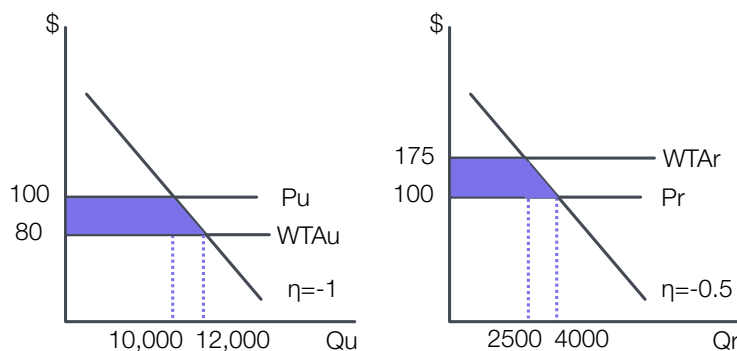 $
100
80
Pu
WTAu
η=-1
10,000
12,000
Qu
$
175
100
WTAr
Pr
η=-0.5
2500
4000
Qr